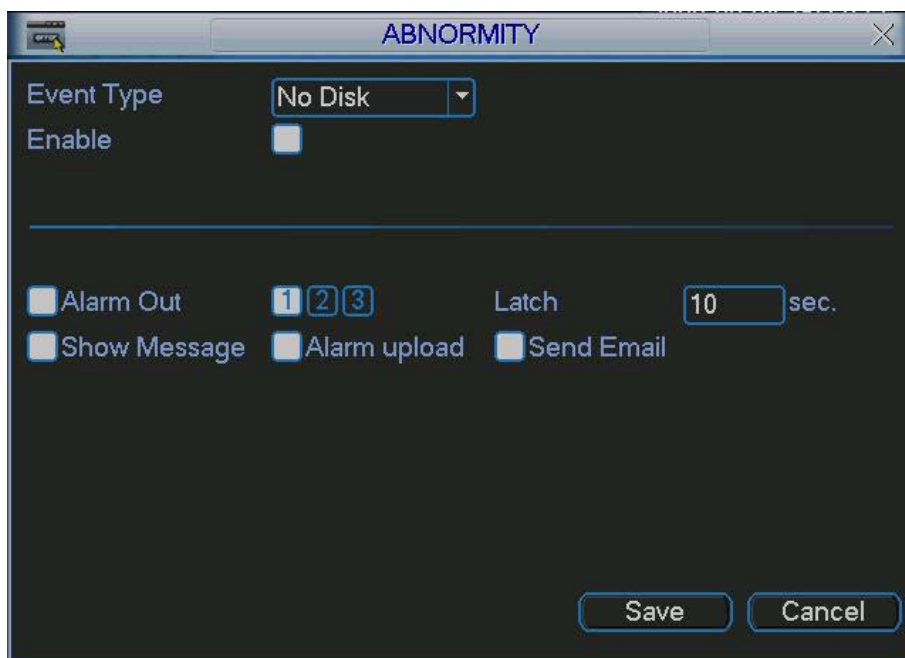 ABNORMITY
Event Type No Disk
Enable
Alarm Out 1 2 3 Latch 10 sec.
Show Message Alarm upload Send Email
Save Cancel